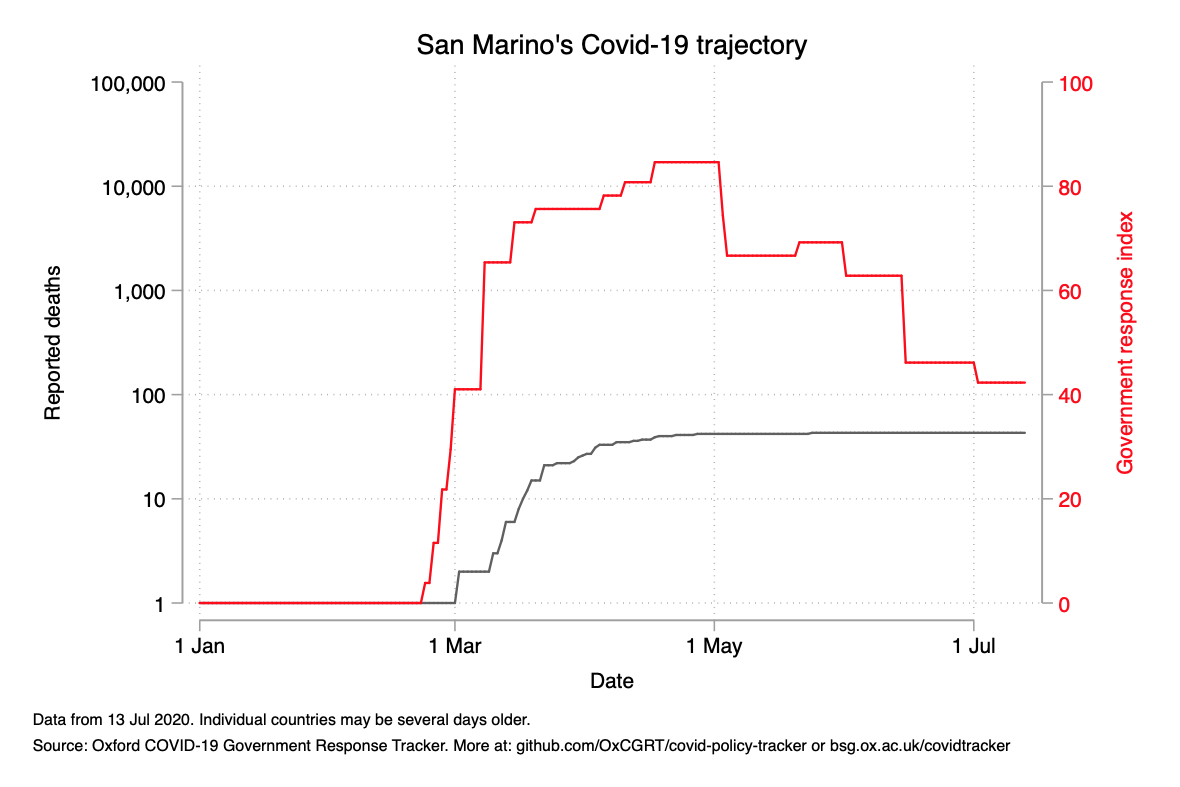 San Marino's Covid-19 trajectory
100,000
10,000
1,000
100
10
1
Reported deaths
100
80
60
40
20
0
Government response index
1 Jan
1 Mar
1 May
1 Jul
Date
Data from 13 Jul 2020. Individual countries may be several days older.
Source: Oxford COVID-19 Government Response Tracker. More at: github.com/OxCGRT/covid-policy-tracker or bsg.ox.ac.uk/covidtracker